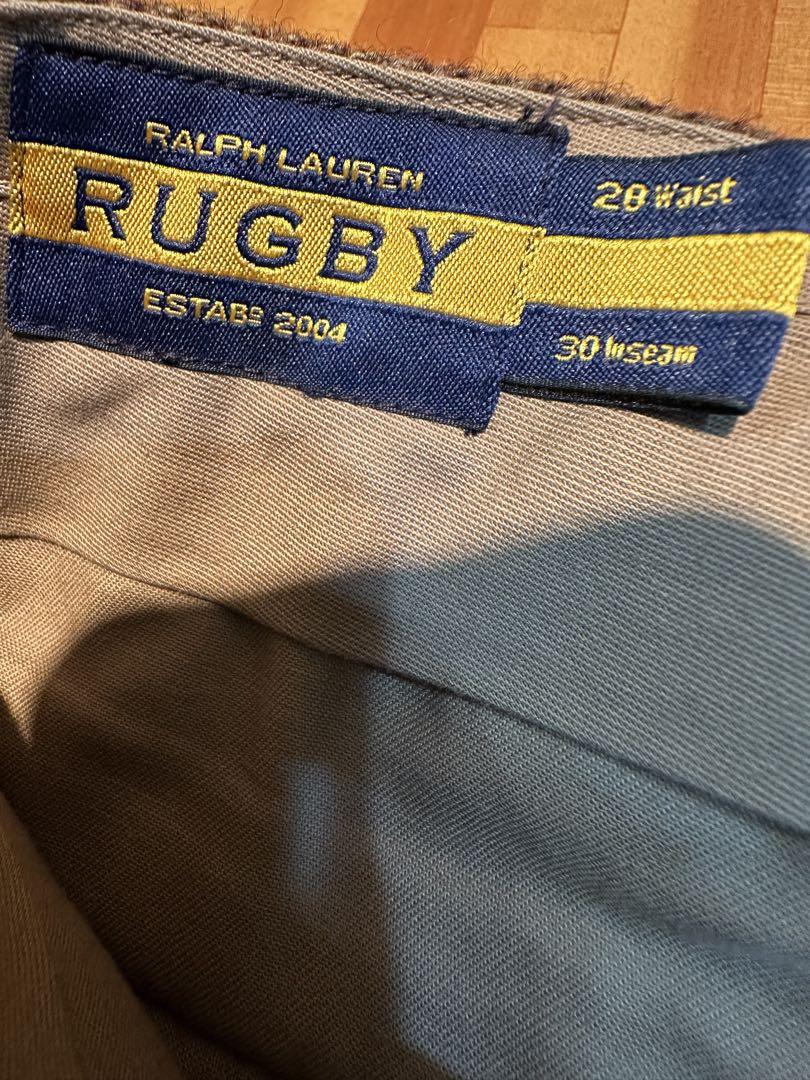 RALPH LAUREN
RUGBY
ESTABᴰ 2004
28 Waist
30 Inseam